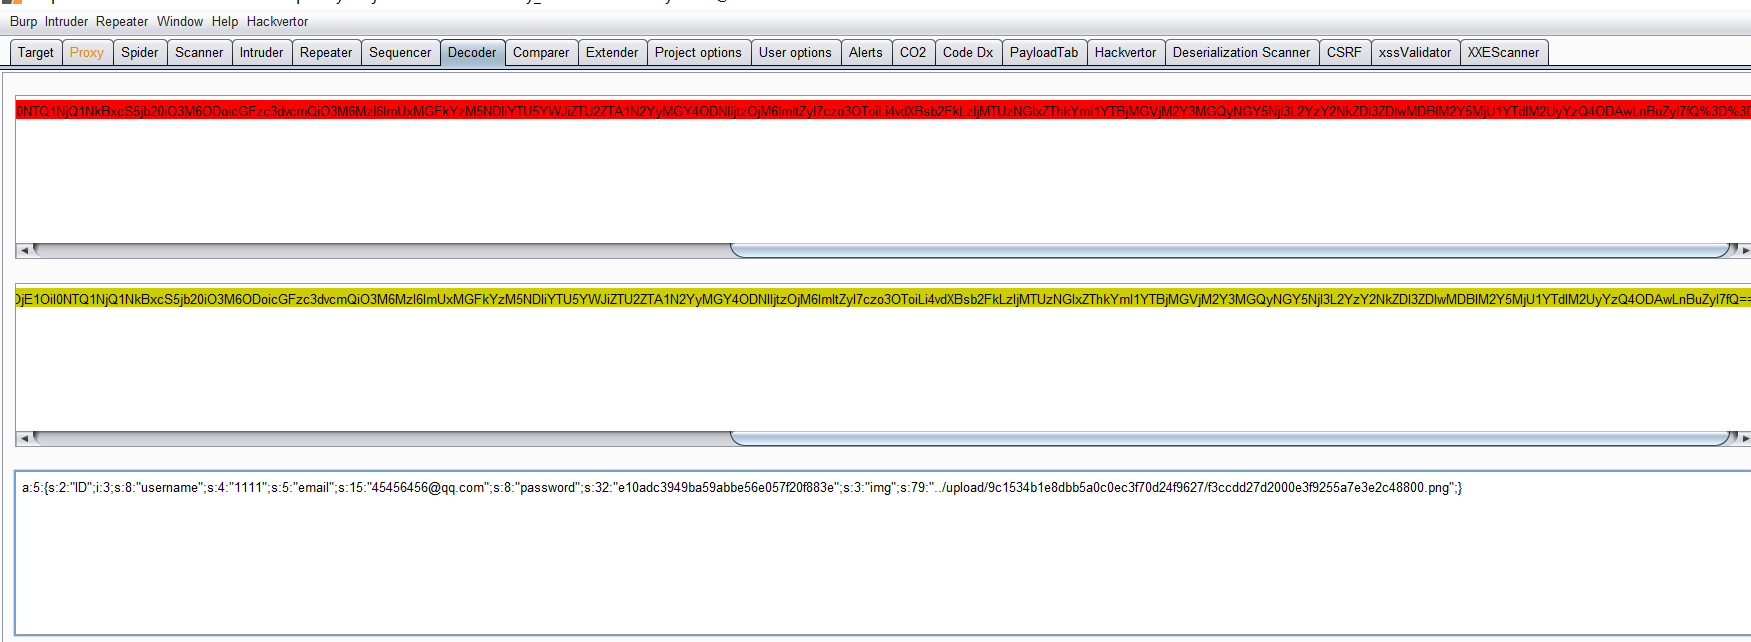 Burp Intruder Repeater Window Help Hackvertor
Target Proxy Spider Scanner Intruder Repeater Sequencer Decoder Comparer Extender Project options User options Alerts CO2 Code Dx PayloadTab Hackvertor Deserialization Scanner CSRF xssValidator XXEScanner
0NTQ1NjQ1NkBxcS5jb20iO3M6ODoicGFzc3dvcmQiO3M6MzI6ImUxMGFkYzM5NDliYTU5YWJiZTU2ZTA1N2YyMGY4ODNlIjtzOjM6ImltZyI7czo3OToiLi4vdXBsb2FkLzljMTUzNGIxZThkYmI1YTBjMGVjM2Y3MGQyNGY5NjI3L2YzY2NkZDI3ZDIwMDBlM2Y5MjU1YTdlM2UyYzQ4ODAwLnBuZyI7fQ%3D%3D
OjE1OiI0NTQ1NjQ1NkBxcS5jb20iO3M6ODoicGFzc3dvcmQiO3M6MzI6ImUxMGFkYzM5NDliYTU5YWJiZTU2ZTA1N2YyMGY4ODNlIjtzOjM6ImltZyI7czo3OToiLi4vdXBsb2FkLzljMTUzNGIxZThkYmI1YTBjMGVjM2Y3MGQyNGY5NjI3L2YzY2NkZDI3ZDIwMDBlM2Y5MjU1YTdlM2UyYzQ4ODAwLnBuZyI7fQ==
a:5:{s:2:"ID";i:3;s:8:"username";s:4:"1111";s:5:"email";s:15:"45456456@qq.com";s:8:"password";s:32:"e10adc3949ba59abbe56e057f20f883e";s:3:"img";s:79:"../upload/9c1534b1e8dbb5a0c0ec3f70d24f9627/f3ccdd27d2000e3f9255a7e3e2c48800.png";}